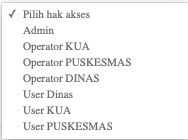 ✓ Pilih hak akses
Admin
Operator KUA
Operator PUSKESMAS
Operator DINAS
User Dinas
User KUA
User PUSKESMAS